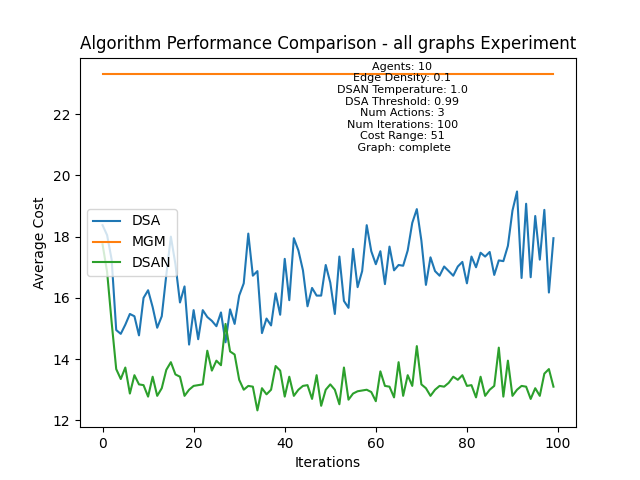 Algorithm Performance Comparison - all graphs Experiment
Agents: 10
Edge Density: 0.1
DSAN Temperature: 1.0
DSA Threshold: 0.99
Num Actions: 3
Num Iterations: 100
Cost Range: 51
Graph: complete
22
20
18
16
14
12
Average Cost
DSA
MGM
DSAN
0
20
40
60
80
100
Iterations